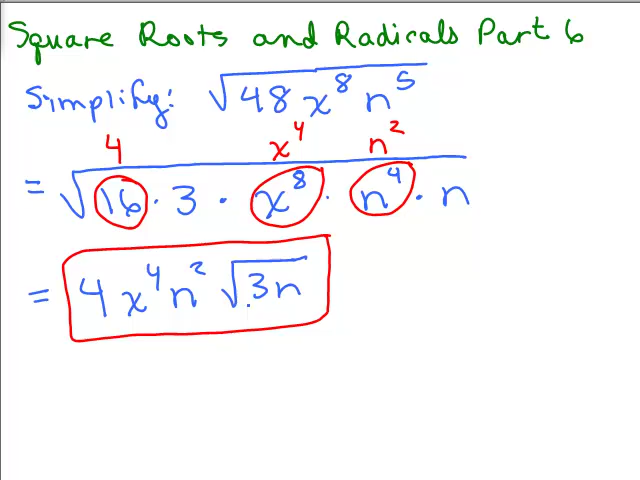 Square Roots and Radicals Part 6
Simplify: √48x⁸n⁵
4 x⁴ n²
= √16 · 3 · x⁸ · n⁴ · n
= 4x⁴n²√3n